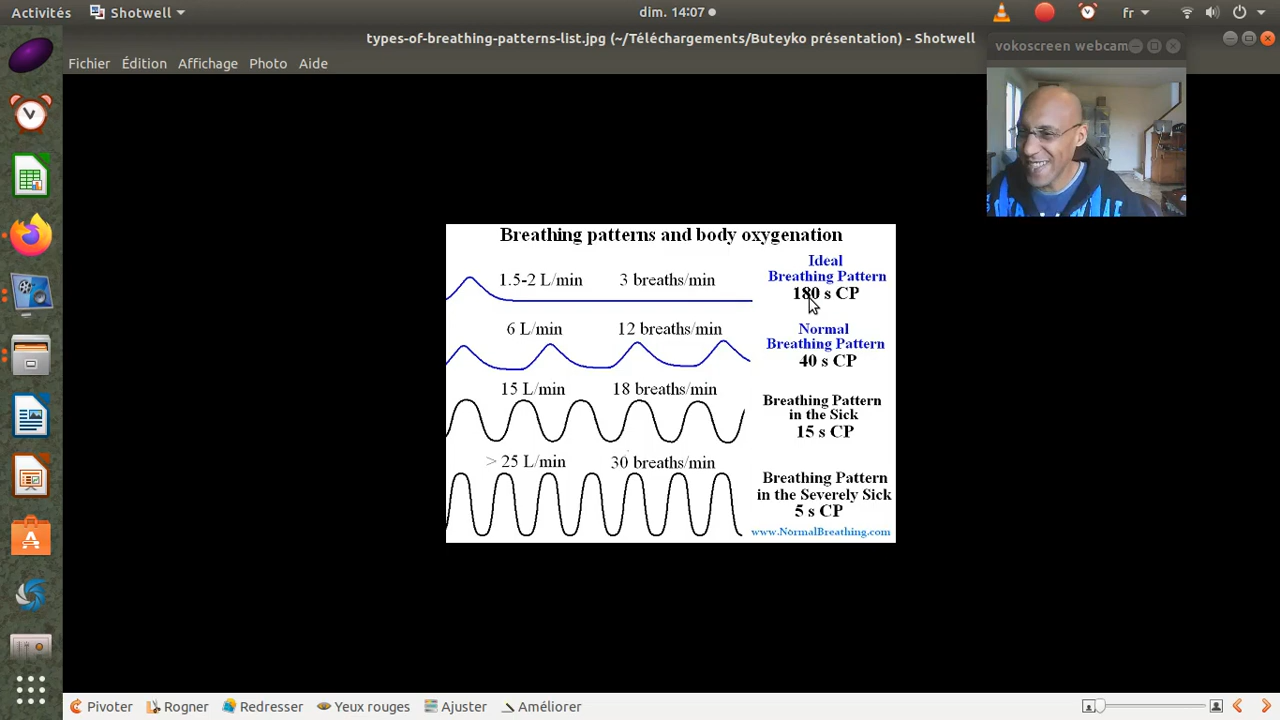 Activités
Shotwell
dim. 14:07
fr
types-of-breathing-patterns-list.jpg (~/Téléchargements/Buteyko présentation) - Shotwell
vokoscreen webcam
Fichier Édition Affichage Photo Aide
Breathing patterns and body oxygenation
1.5-2 L/min 3 breaths/min
Ideal
Breathing Pattern
180 s CP
6 L/min 12 breaths/min
Normal
Breathing Pattern
40 s CP
15 L/min 18 breaths/min
Breathing Pattern
in the Sick
15 s CP
> 25 L/min 30 breaths/min
Breathing Pattern
in the Severely Sick
5 s CP
www.NormalBreathing.com
Pivoter Rogner Redresser Yeux rouges Ajuster Améliorer